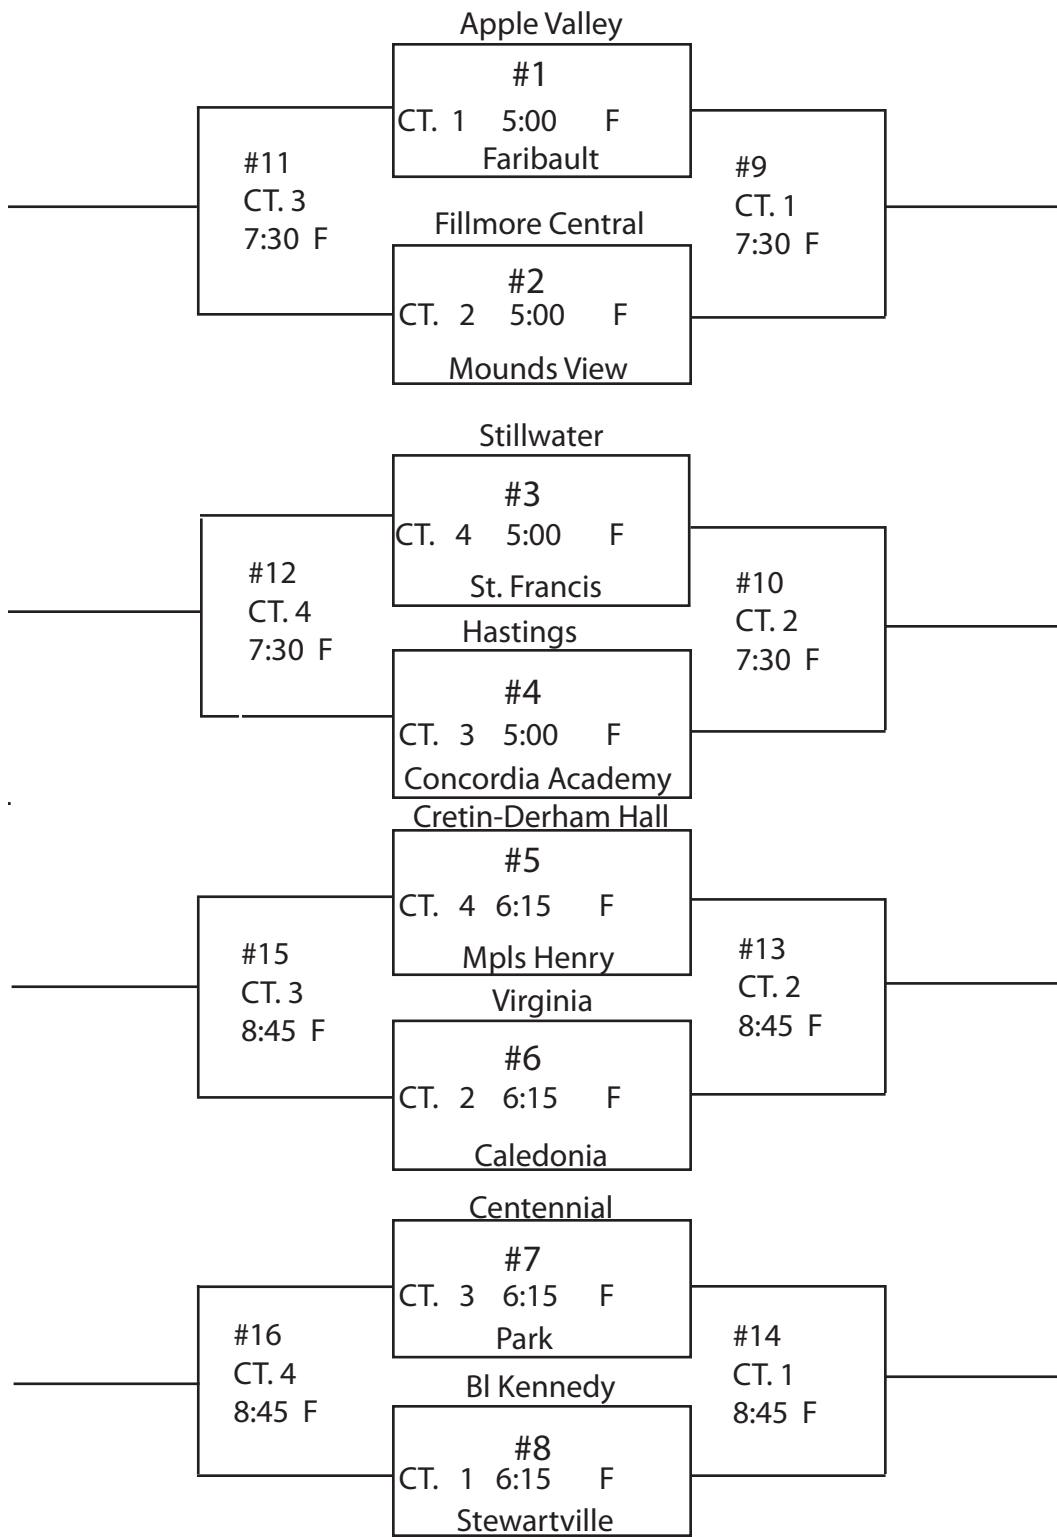 Apple Valley
#1
CT. 1 5:00 F
Faribault
#11
CT. 3
7:30 F
#9
CT. 1
7:30 F
Fillmore Central
#2
CT. 2 5:00 F
Mounds View
Stillwater
#3
CT. 4 5:00 F
St. Francis
#12
CT. 4
7:30 F
#10
CT. 2
7:30 F
Hastings
#4
CT. 3 5:00 F
Concordia Academy
Cretin-Derham Hall
#5
CT. 4 6:15 F
Mpls Henry
#15
CT. 3
8:45 F
#13
CT. 2
8:45 F
Virginia
#6
CT. 2 6:15 F
Caledonia
Centennial
#7
CT. 3 6:15 F
Park
#16
CT. 4
8:45 F
#14
CT. 1
8:45 F
Bl Kennedy
#8
CT. 1 6:15 F
Stewartville